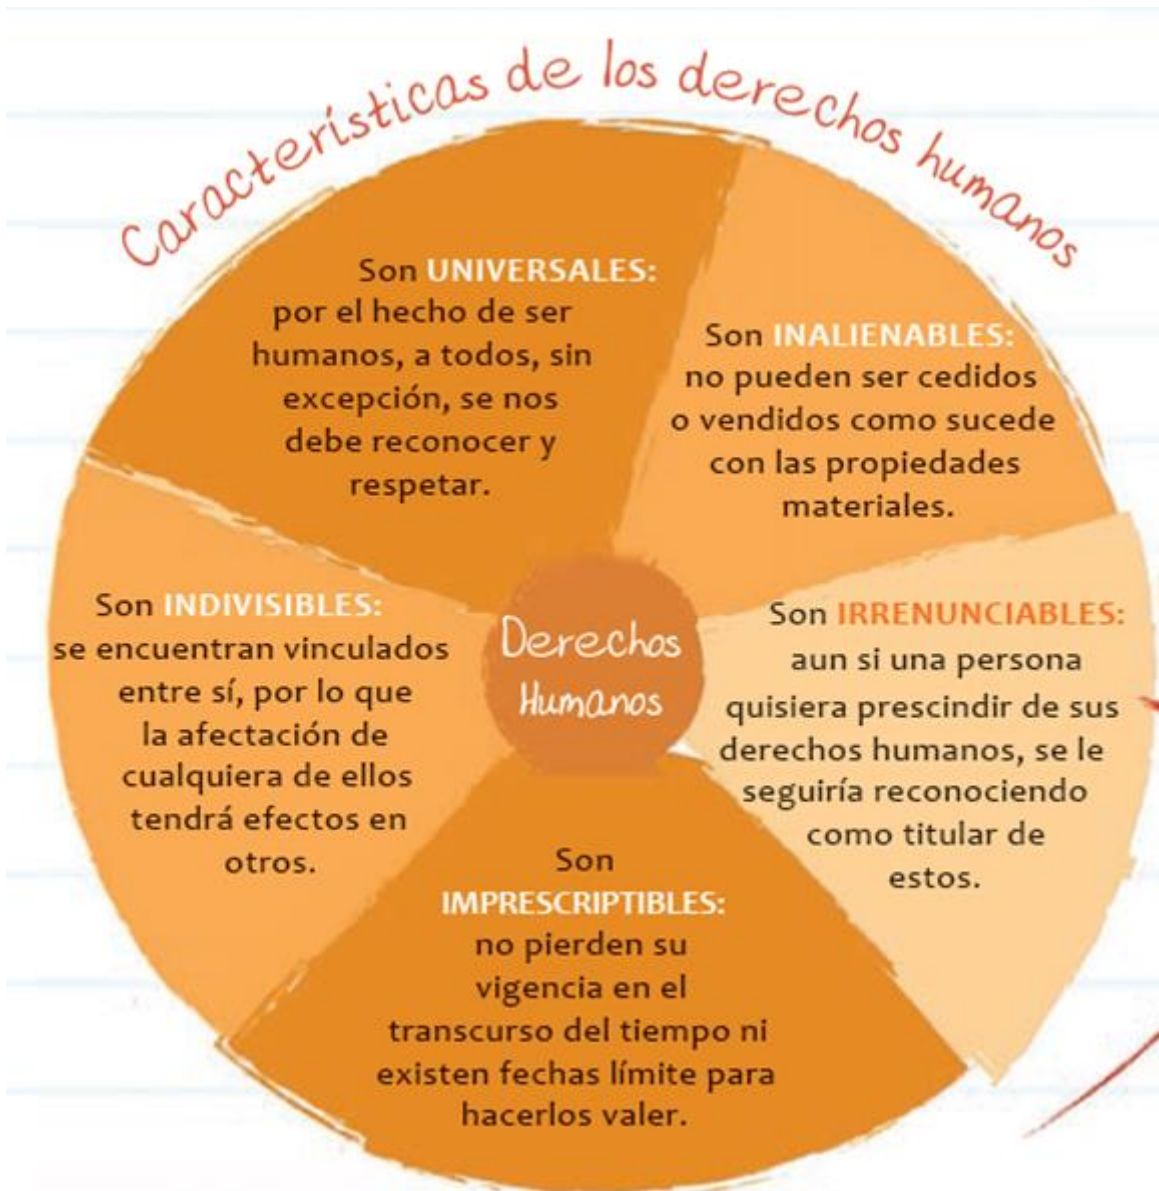 Características de los derechos humanos
Son UNIVERSALES:
por el hecho de ser
humanos, a todos, sin
excepción, se nos
debe reconocer y
respetar.
Son INALIENABLES:
no pueden ser cedidos
o vendidos como sucede
con las propiedades
materiales.
Son INDIVISIBLES:
se encuentran vinculados
entre sí, por lo que
la afectación de
cualquiera de ellos
tendrá efectos en
otros.
Derechos
Humanos
Son IRRENUNCIABLES:
aun si una persona
quisiera prescindir de sus
derechos humanos, se le
seguiría reconociendo
como titular de
estos.
Son
IMPRESCRIPTIBLES:
no pierden su
vigencia en el
transcurso del tiempo ni
existen fechas límite para
hacerlos valer.